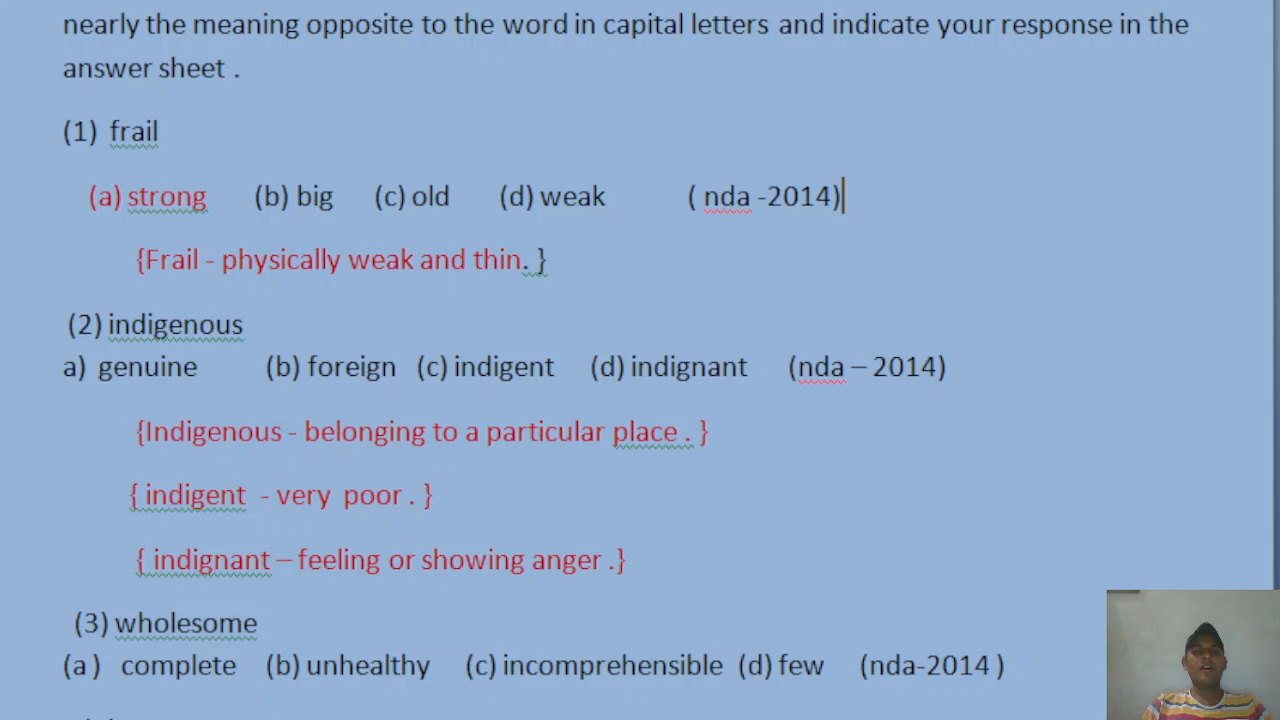 nearly the meaning opposite to the word in capital letters and indicate your response in the
answer sheet .
(1) frail
(a) strong (b) big (c) old (d) weak ( nda -2014)
{Frail - physically weak and thin. }
(2) indigenous
a) genuine (b) foreign (c) indigent (d) indignant (nda – 2014)
{Indigenous - belonging to a particular place . }
{ indigent - very poor . }
{ indignant – feeling or showing anger .}
(3) wholesome
(a ) complete (b) unhealthy (c) incomprehensible (d) few (nda-2014 )